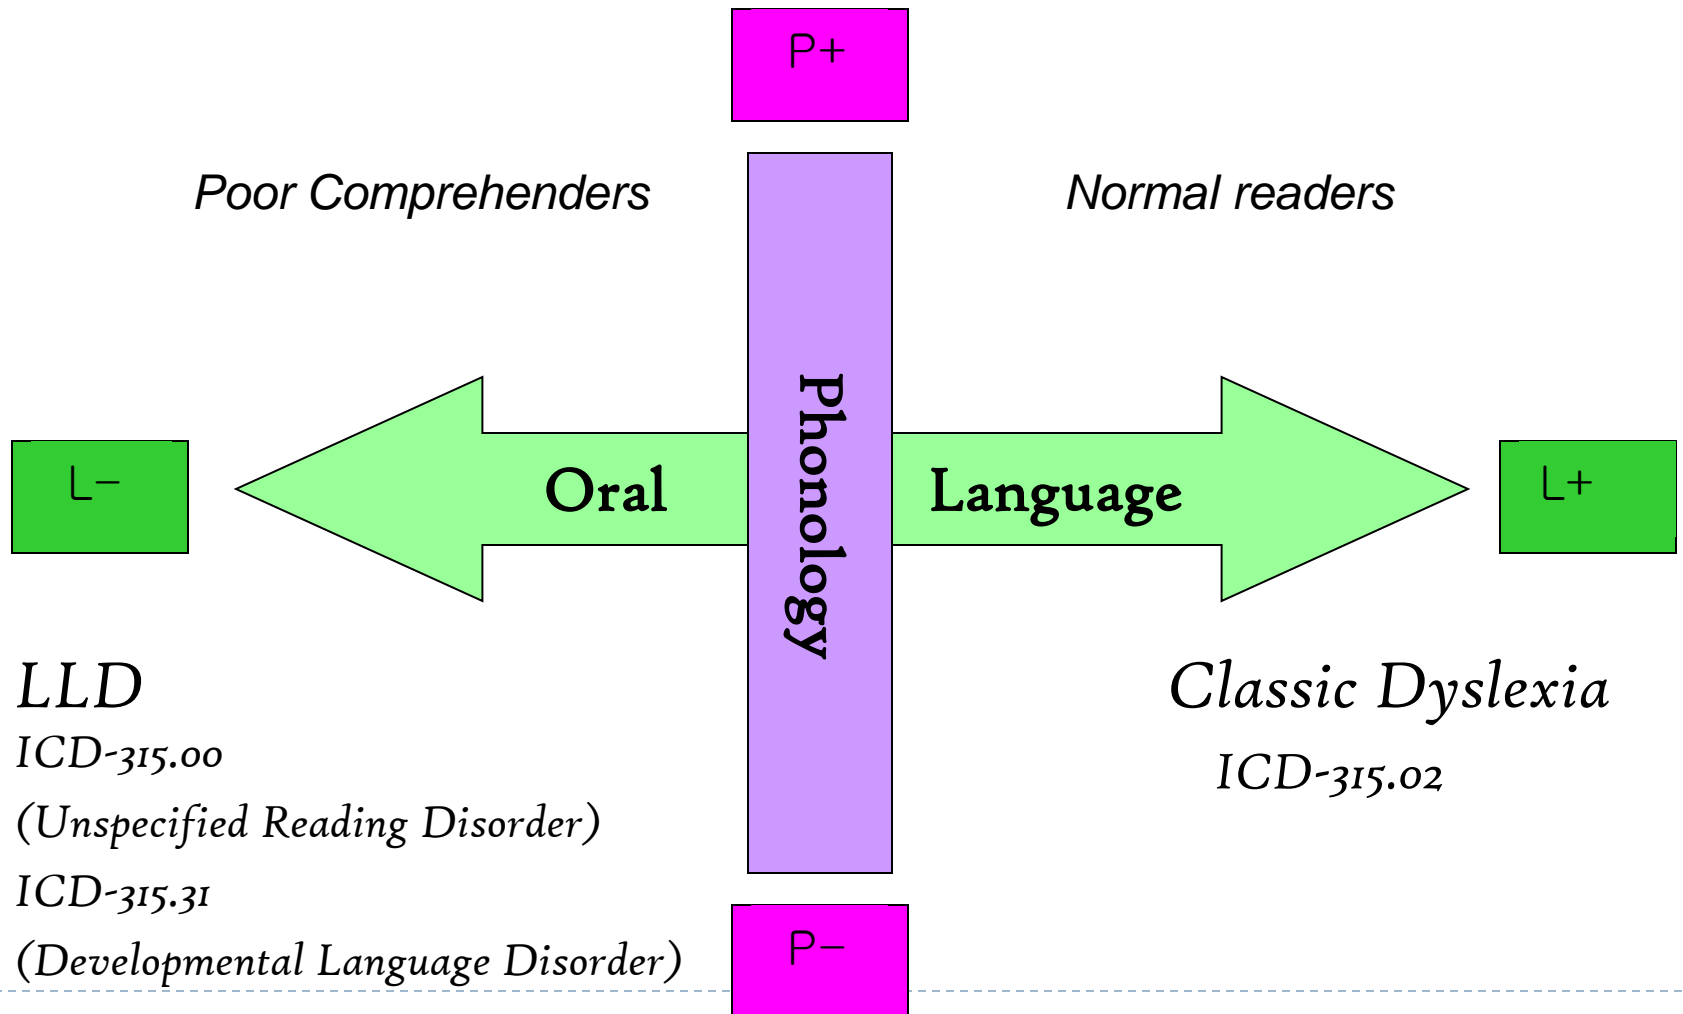 P+
Poor Comprehenders
Normal readers
Phonology
L–
Oral
Language
L+
LLD
ICD-315.00
(Unspecified Reading Disorder)
ICD-315.31
(Developmental Language Disorder)
Classic Dyslexia
ICD-315.02
P–